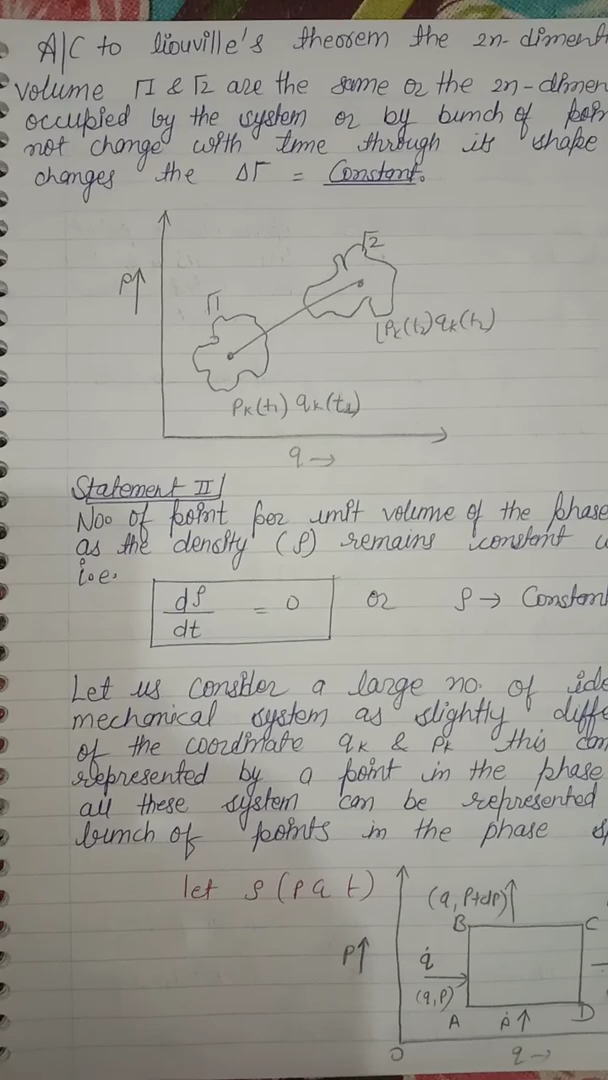 A/C to liouville's theorem the 2n-diment
volume Γ1 & Γ2 are the same or the 2n-dimen
occupied by the system or by bunch of poin
not change with time through its shape
changes the ΔΓ = Constant.
P↑
Γ1
Γ2
[Pk(t2) qk(t2)
Pk(t1) qk(t1)
q→
Statement II
Noo of point per unit volume of the phase
as the density (ρ) remains constant
i.e.
dρ/dt = 0 or ρ → Constan
Let us consider a large no. of ide
mechanical system as slightly diffe
of the coordinate qk & Pk this can
represented by a point in the phase
all these system can be represented
bunch of points in the phase
let ρ(p q t)
(q, P+dp)↑
B C
P↑
q̇
(q,p)
A ṗ↑ D
O q→